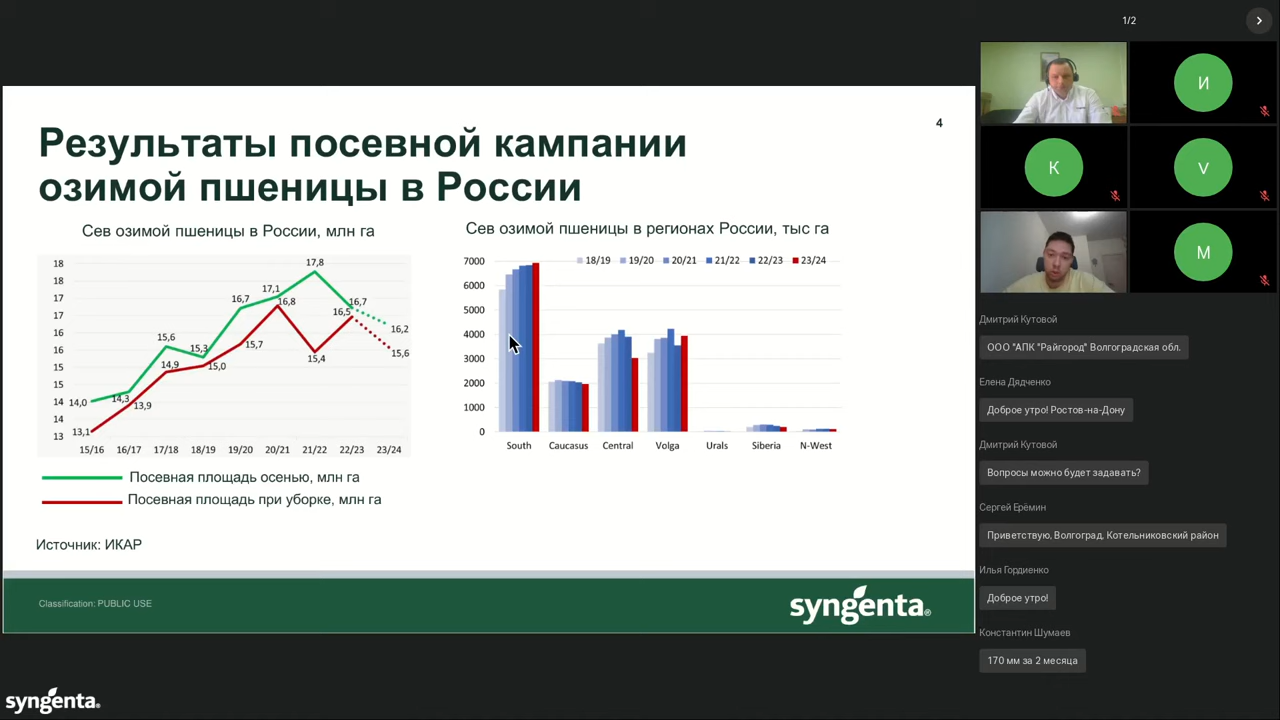 1/2
4
Результаты посевной кампании
озимой пшеницы в России
Сев озимой пшеницы в России, млн га
18
18
17
17
16
16
15
15
14
14
13
14,0
13,1
14,3
13,9
15,6
14,9
15,3
15,0
16,7
15,7
17,1
16,8
17,8
15,4
16,7
16,5
16,2
15,6
15/16 16/17 17/18 18/19 19/20 20/21 21/22 22/23 23/24
Посевная площадь осенью, млн га
Посевная площадь при уборке, млн га
Сев озимой пшеницы в регионах России, тыс га
18/19 19/20 20/21 21/22 22/23 23/24
7000
6000
5000
4000
3000
2000
1000
0
South Caucasus Central Volga Urals Siberia N-West
Источник: ИКАР
Classification: PUBLIC USE
syngenta®
syngenta®
И
К
V
М
Дмитрий Кутовой
ООО "АПК "Райгород" Волгоградская обл.
Елена Дядченко
Доброе утро! Ростов-на-Дону
Дмитрий Кутовой
Вопросы можно будет задавать?
Сергей Ерёмин
Приветствую, Волгоград, Котельниковский район
Илья Гордиенко
Доброе утро!
Константин Шумаев
170 мм за 2 месяца